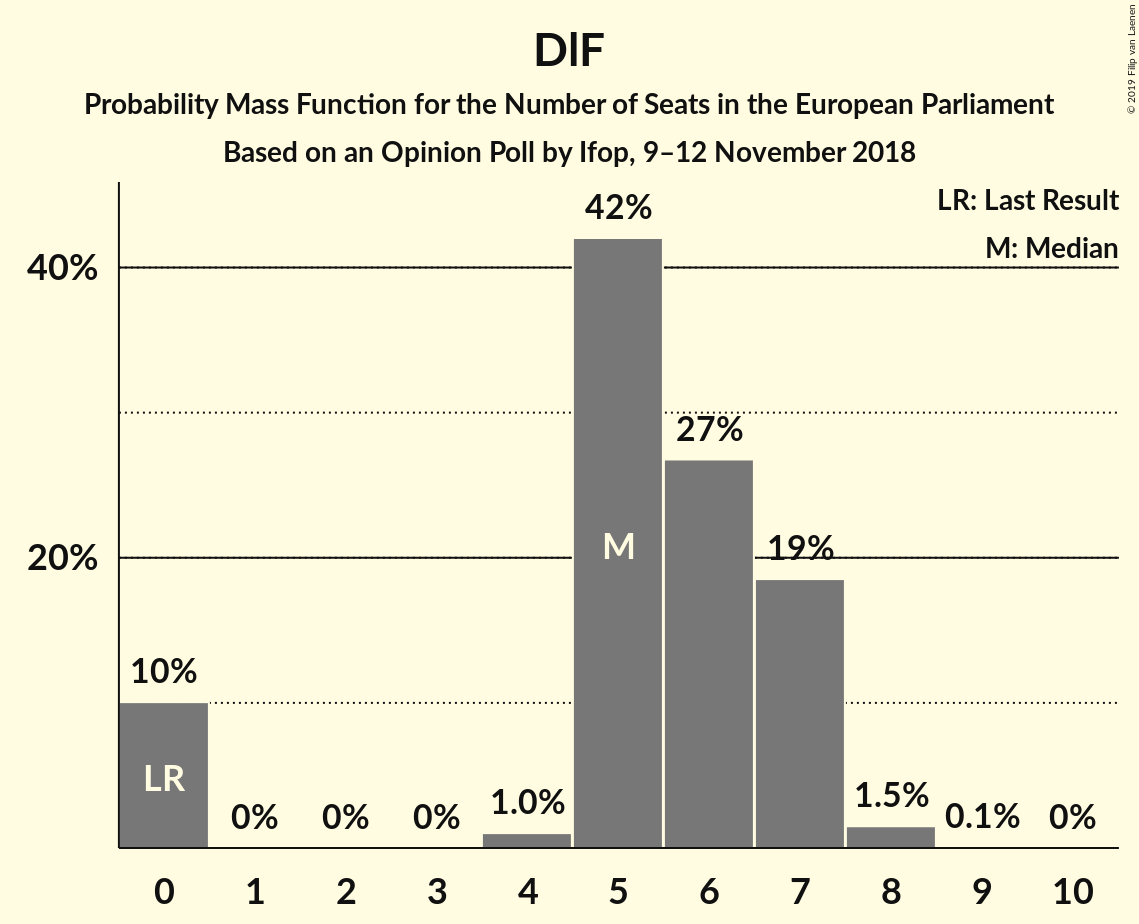 DlF
Probability Mass Function for the Number of Seats in the European Parliament
Based on an Opinion Poll by Ifop, 9–12 November 2018
© 2019 Filip van Laenen
LR: Last Result
M: Median
40%
20%
10%
0%
0%
0%
1.0%
42%
27%
19%
1.5%
0.1%
0%
LR
M
0 1 2 3 4 5 6 7 8 9 10